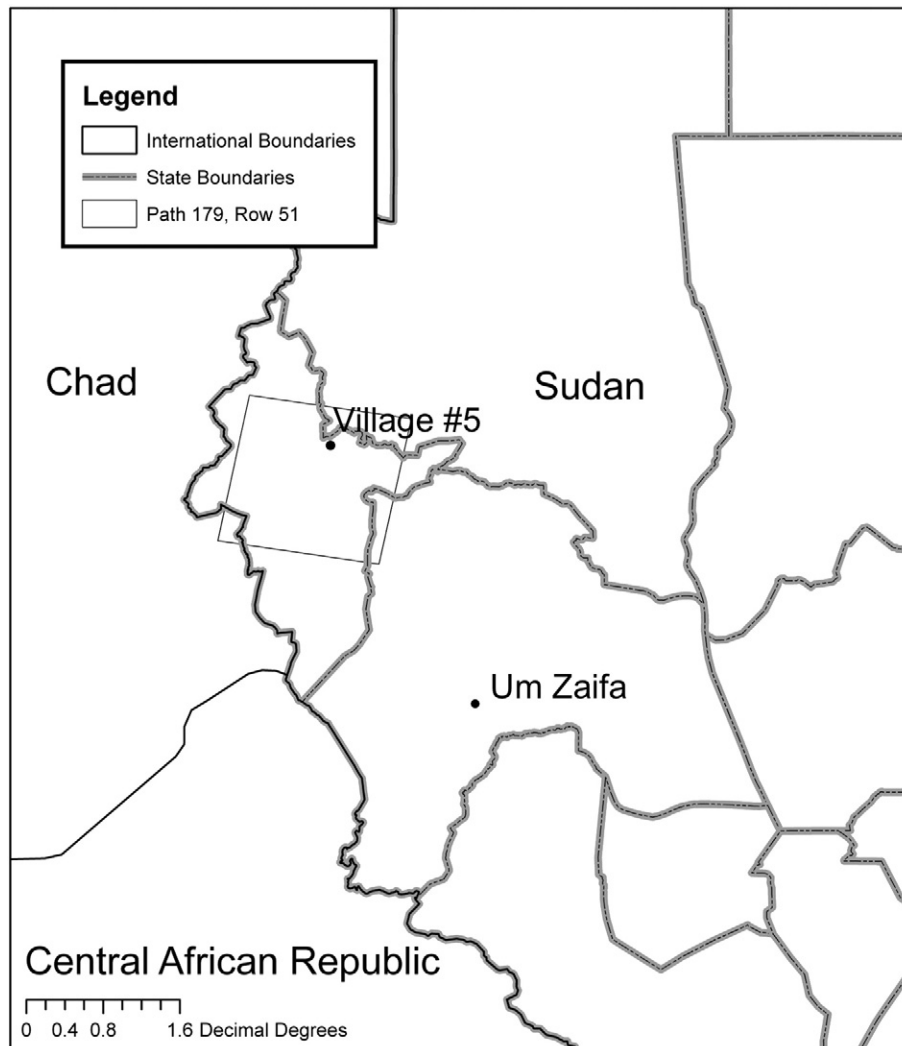 Legend
International Boundaries
State Boundaries
Path 179, Row 51
Chad
Sudan
Village #5
Um Zaifa
Central African Republic
0 0.4 0.8 1.6 Decimal Degrees